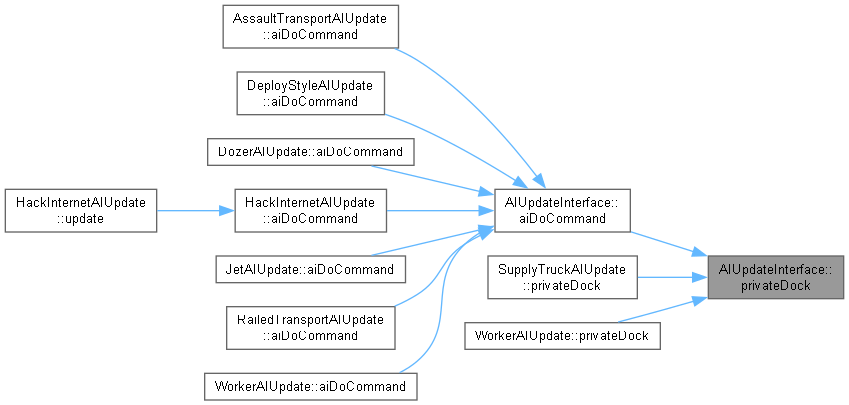 AssaultTransportAIUpdate
::aiDoCommand
DeployStyleAIUpdate
::aiDoCommand
DozerAIUpdate::aiDoCommand
HackInternetAIUpdate
::update
HackInternetAIUpdate
::aiDoCommand
AIUpdateInterface::
aiDoCommand
JetAIUpdate::aiDoCommand
SupplyTruckAIUpdate
::privateDock
AIUpdateInterface::
privateDock
RailedTransportAIUpdate
::aiDoCommand
WorkerAIUpdate::privateDock
WorkerAIUpdate::aiDoCommand